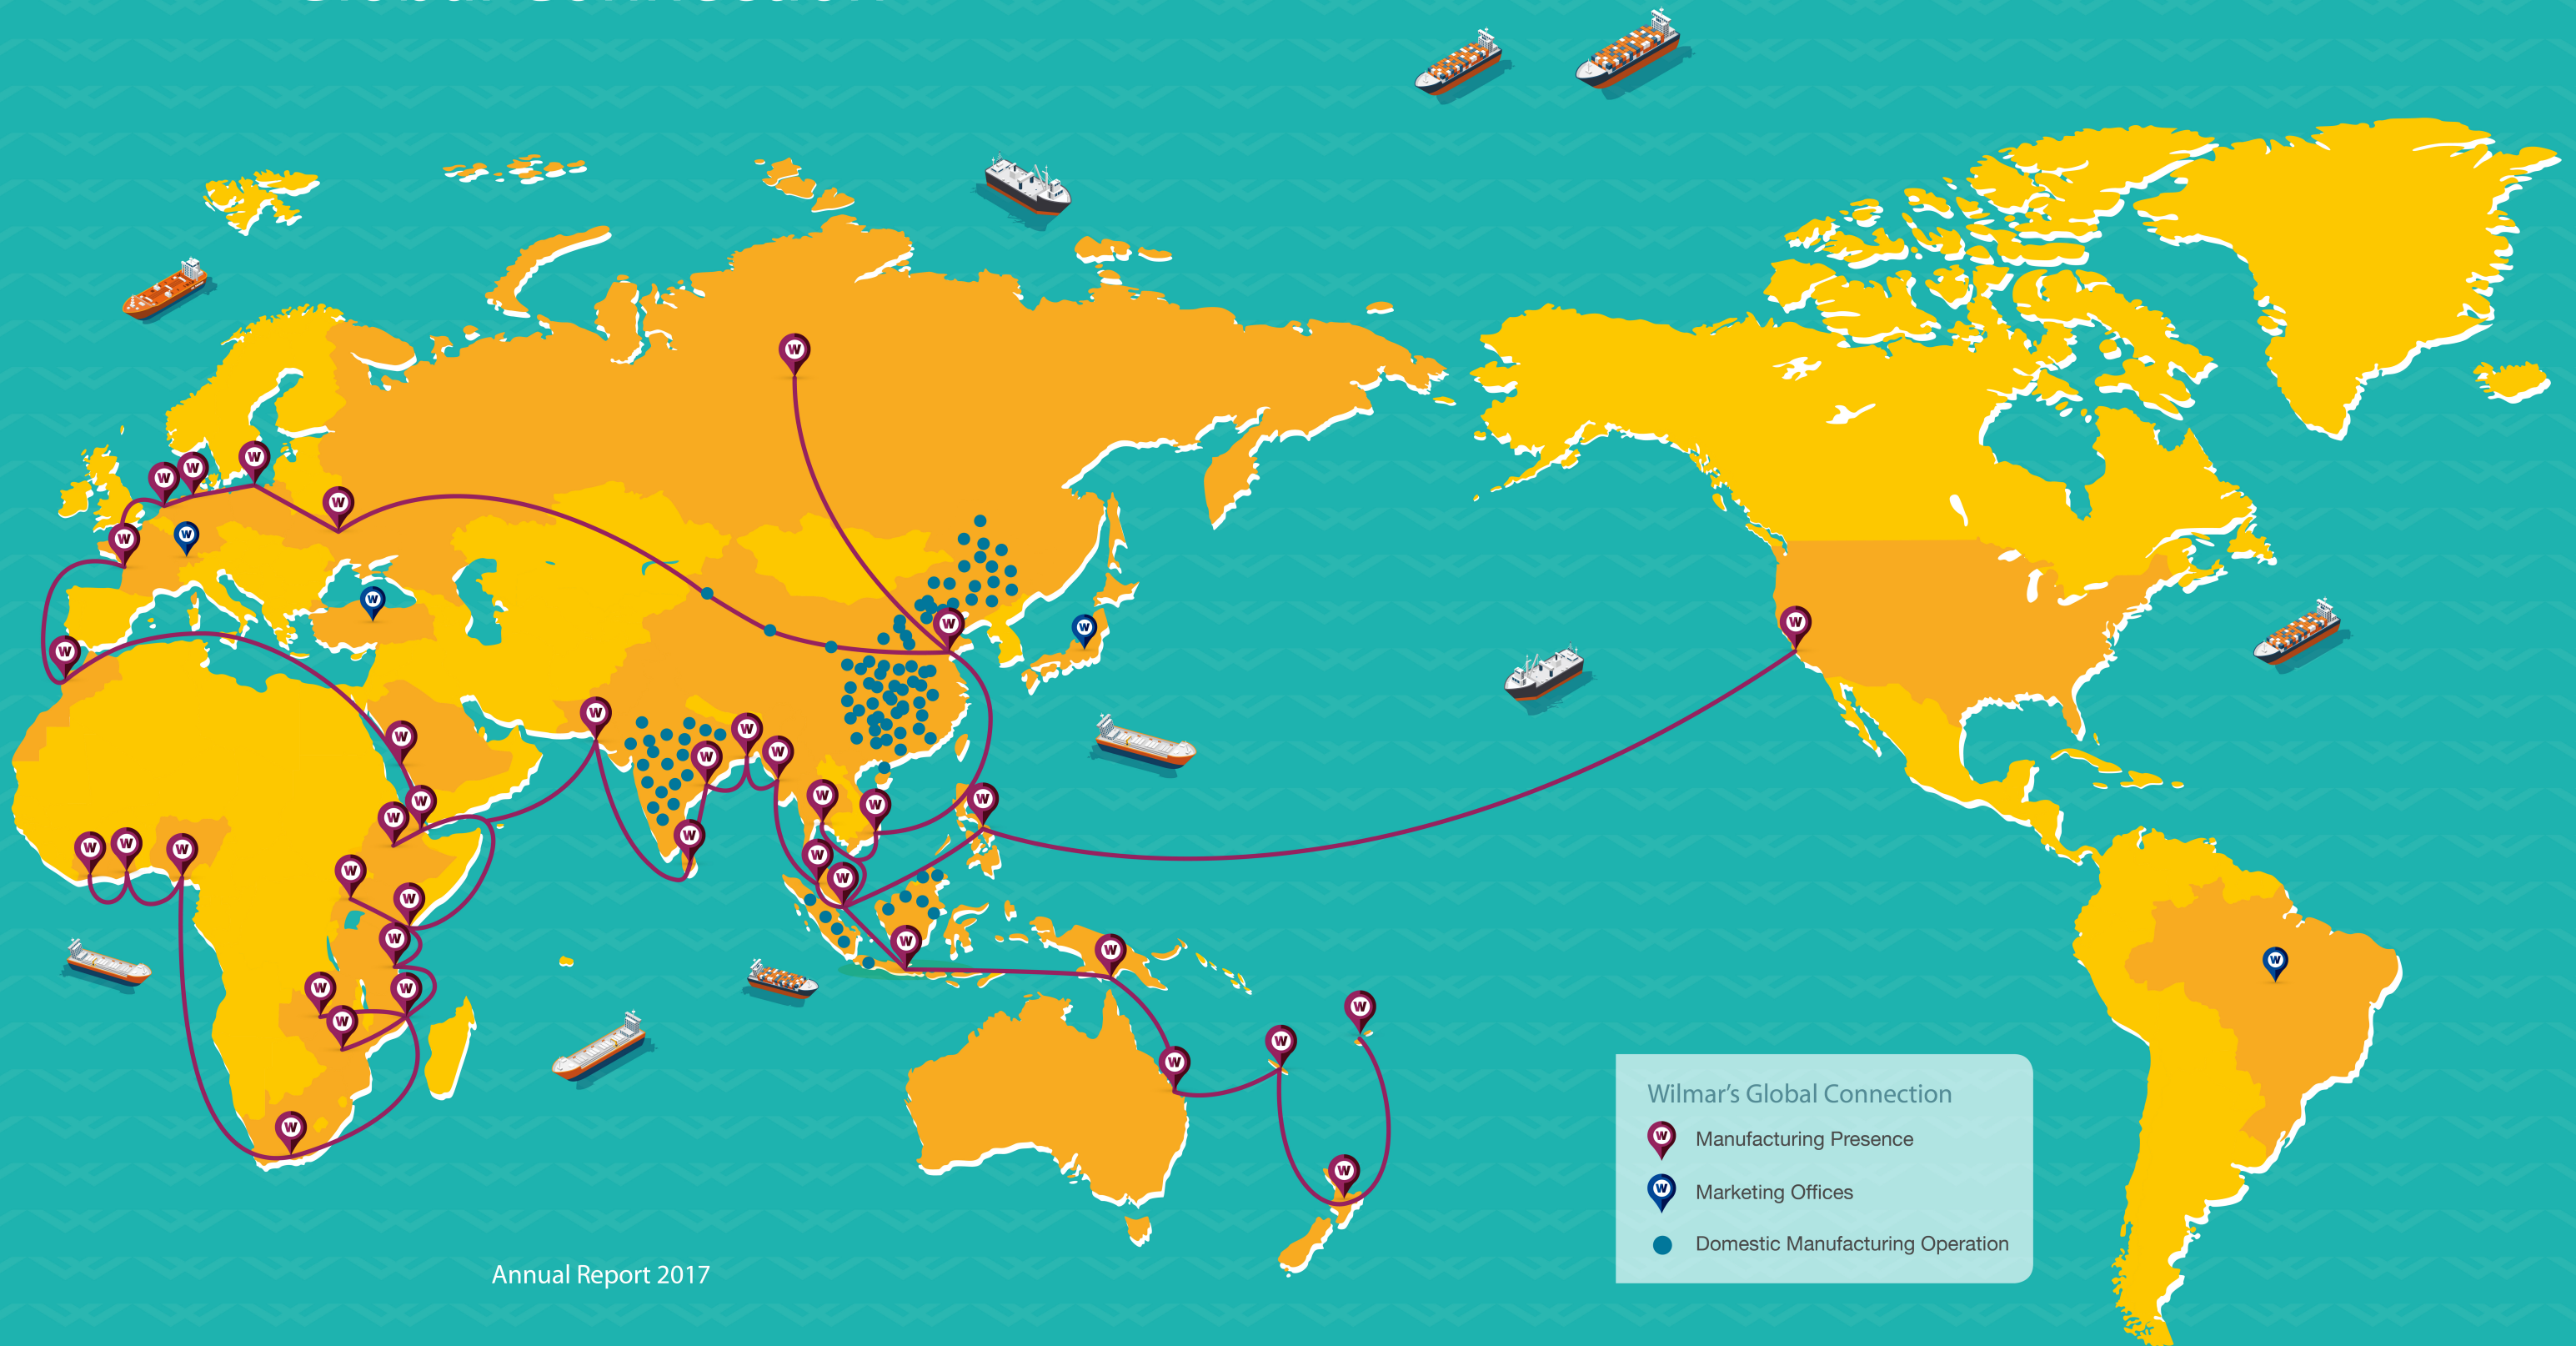 Wilmar's Global Connection
Manufacturing Presence
Marketing Offices
Domestic Manufacturing Operation
Annual Report 2017